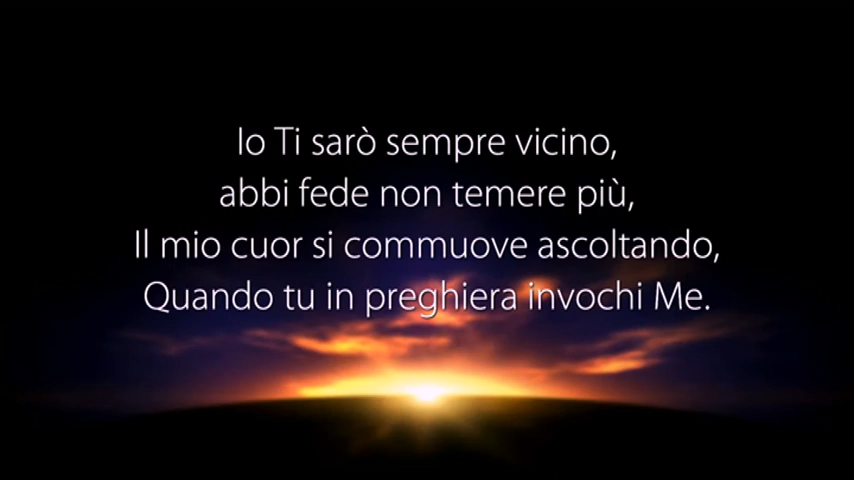 Io Ti sarò sempre vicino,
abbi fede non temere più,
Il mio cuor si commuove ascoltando,
Quando tu in preghiera invochi Me.